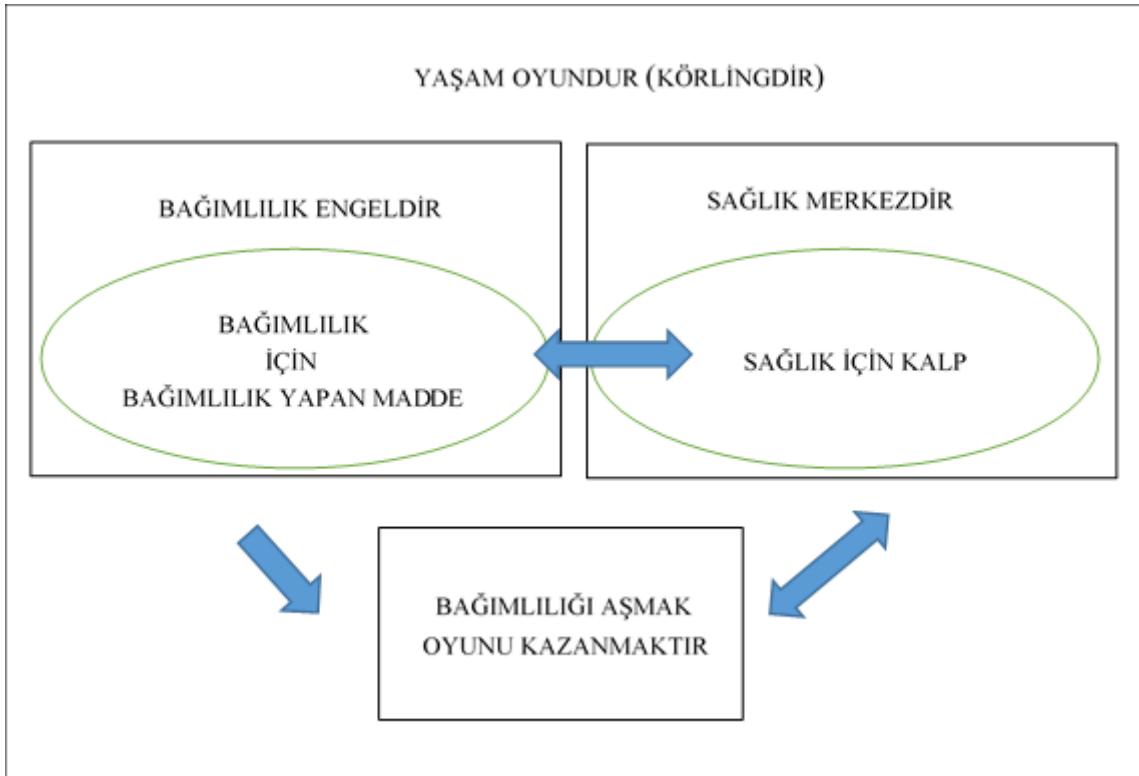 YAŞAM OYUNDUR (KÖRLİNGDİR)
BAĞIMLILIK ENGELDİR
BAĞIMLILIK
İÇİN
BAĞIMLILIK YAPAN MADDE
SAĞLIK MERKEZDİR
SAĞLIK İÇİN KALP
BAĞIMLILIĞI AŞMAK
OYUNU KAZANMAKTIR